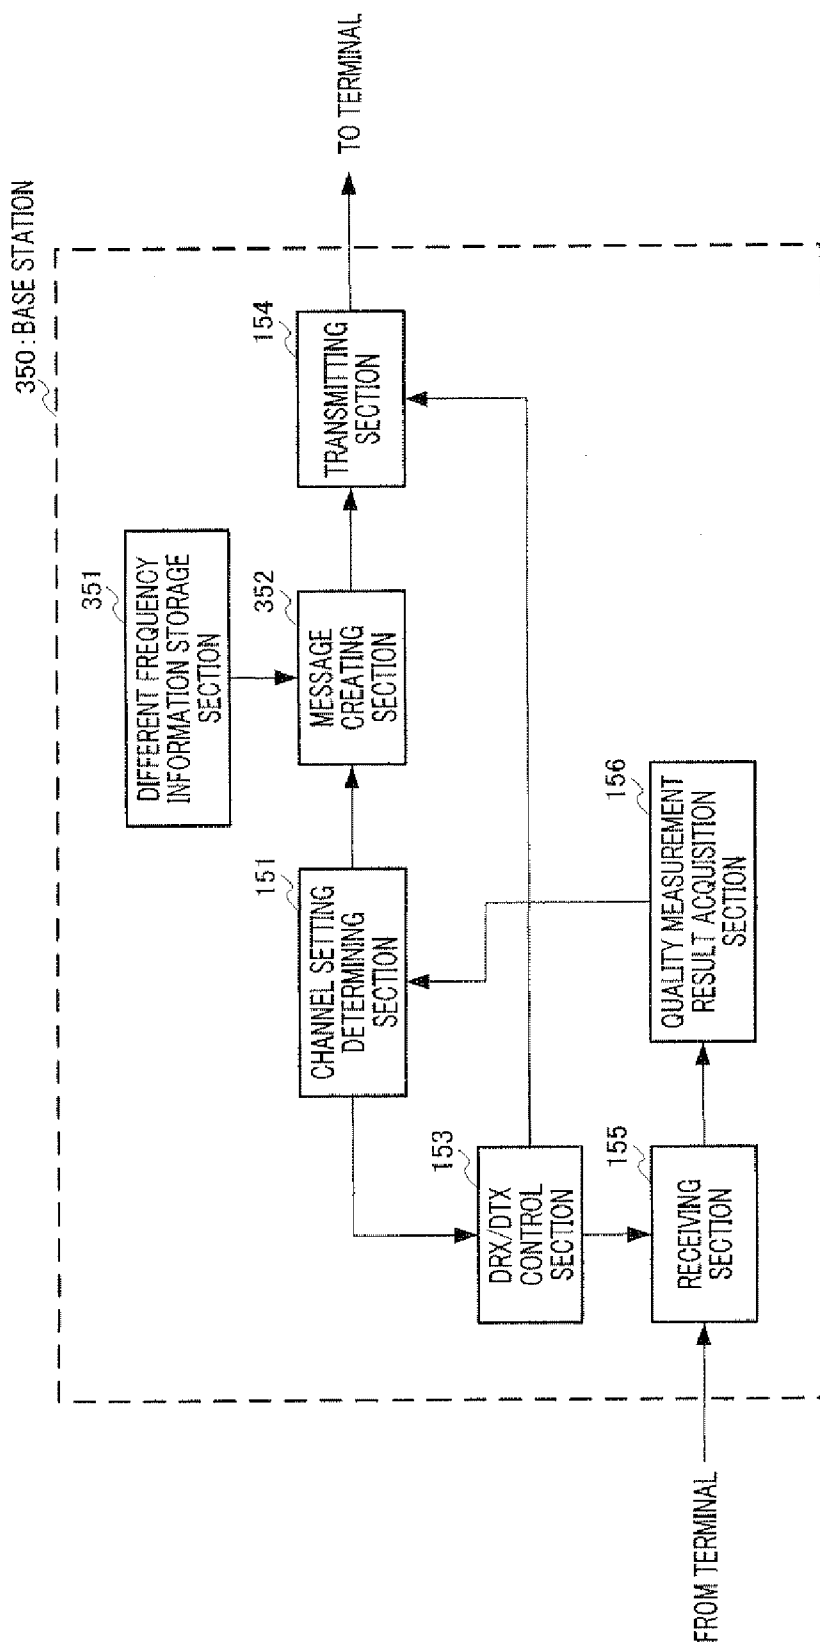 350 : BASE STATION
351
DIFFERENT FREQUENCY
INFORMATION STORAGE
SECTION
151
CHANNEL SETTING
DETERMINING
SECTION
352
MESSAGE
CREATING
SECTION
154
TRANSMITTING
SECTION
TO TERMINAL
153
DRX/DTX
CONTROL
SECTION
FROM TERMINAL
155
RECEIVING
SECTION
156
QUALITY MEASUREMENT
RESULT ACQUISITION
SECTION